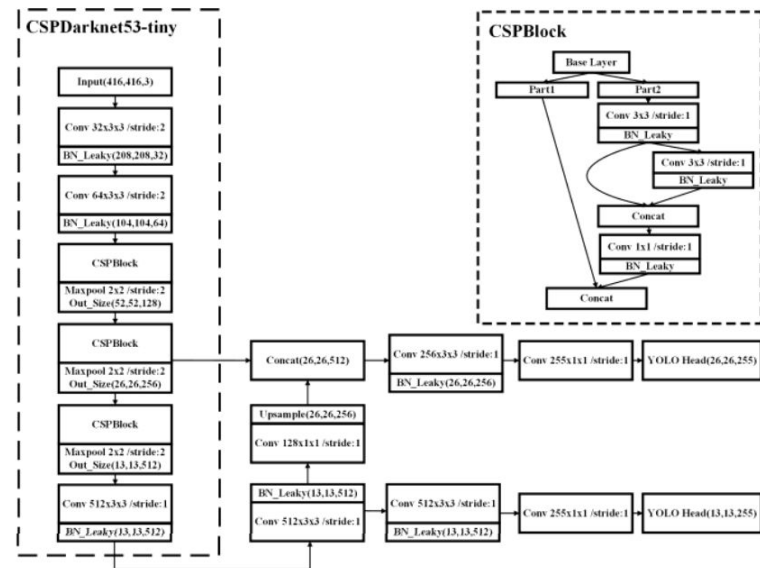 CSPDarknet53-tiny
Input(416,416,3)
Conv 32x3x3 /stride:2
BN_Leaky(208,208,32)
Conv 64x3x3 /stride:2
BN_Leaky(104,104,64)
CSPBlock
Maxpool 2x2 /stride:2
Out_Size(52,52,128)
CSPBlock
Maxpool 2x2 /stride:2
Out_Size(26,26,256)
CSPBlock
Maxpool 2x2 /stride:2
Out_Size(13,13,512)
Conv 512x3x3 /stride:1
BN_Leaky(13,13,512)
Concat(26,26,512)
Conv 256x3x3 /stride:1
BN_Leaky(26,26,256)
Conv 255x1x1 /stride:1
YOLO Head(26,26,255)
Upsample(26,26,256)
Conv 128x1x1 /stride:1
BN_Leaky(13,13,512)
Conv 512x3x3 /stride:1
Conv 512x3x3 /stride:1
BN_Leaky(13,13,512)
Conv 255x1x1 /stride:1
YOLO Head(13,13,255)
CSPBlock
Base Layer
Part1
Part2
Conv 3x3 /stride:1
BN_Leaky
Conv 3x3 /stride:1
BN_Leaky
Concat
Conv 1x1 /stride:1
BN_Leaky
Concat